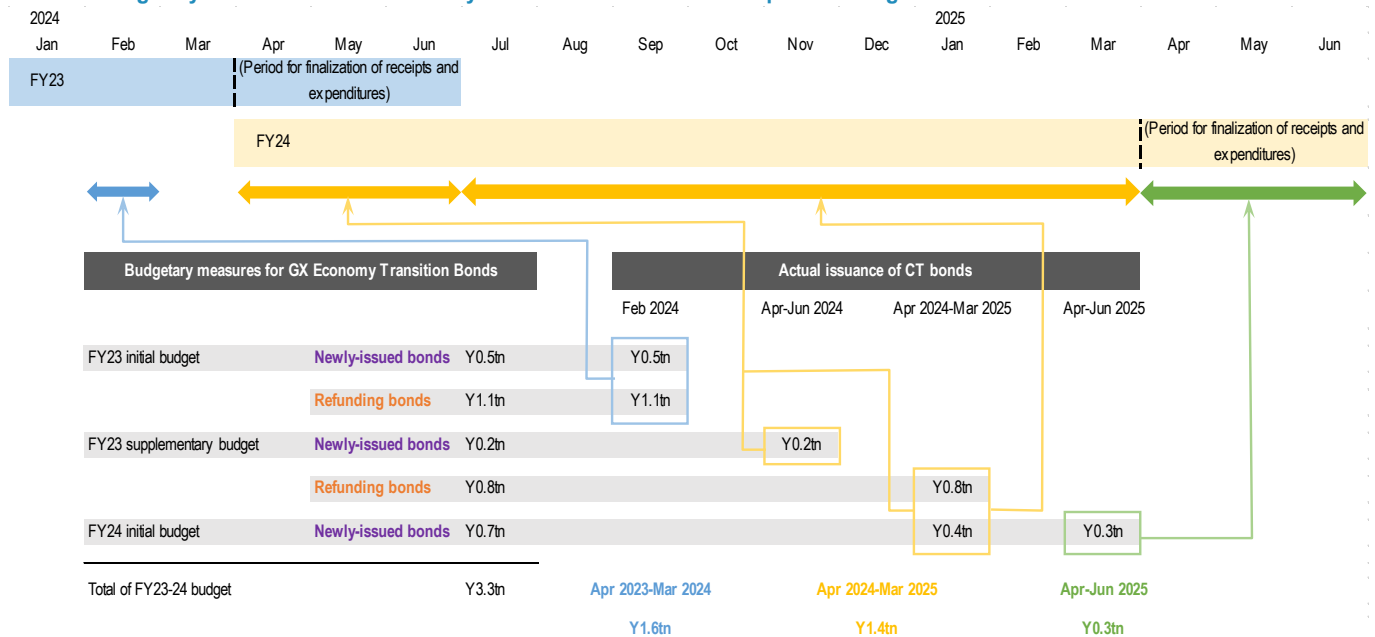 2024 2025
Jan Feb Mar Apr May Jun Jul Aug Sep Oct Nov Dec Jan Feb Mar Apr May Jun
FY23 (Period for finalization of receipts and
expenditures)
FY24 (Period for finalization of receipts and
expenditures)
Budgetary measures for GX Economy Transition Bonds Actual issuance of CT bonds
Feb 2024 Apr-Jun 2024 Apr 2024-Mar 2025 Apr-Jun 2025
FY23 initial budget Newly-issued bonds Y0.5tn Y0.5tn
Refunding bonds Y1.1tn Y1.1tn
FY23 supplementary budget Newly-issued bonds Y0.2tn Y0.2tn
Refunding bonds Y0.8tn Y0.8tn
FY24 initial budget Newly-issued bonds Y0.7tn Y0.4tn Y0.3tn
Total of FY23-24 budget Y3.3tn Apr 2023-Mar 2024 Apr 2024-Mar 2025 Apr-Jun 2025
Y1.6tn Y1.4tn Y0.3tn